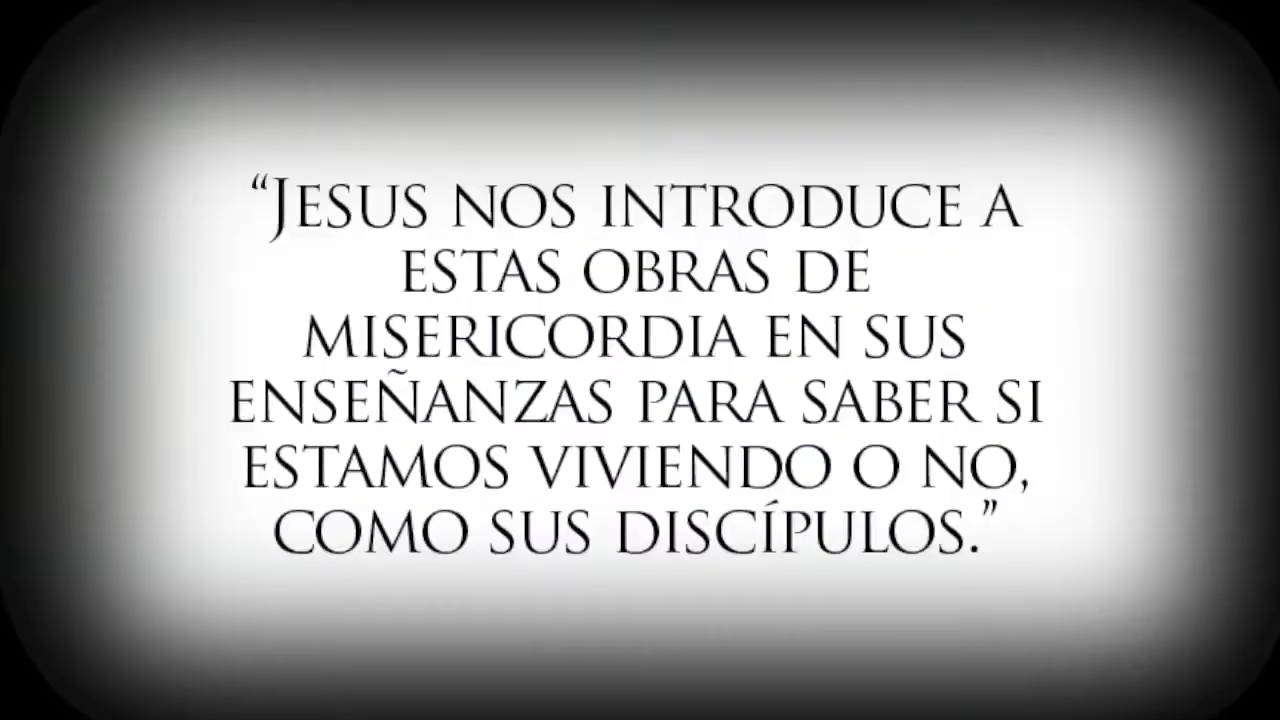 “JESUS NOS INTRODUCE A
ESTAS OBRAS DE
MISERICORDIA EN SUS
ENSEÑANZAS PARA SABER SI
ESTAMOS VIVIENDO O NO,
COMO SUS DISCÍPULOS.”